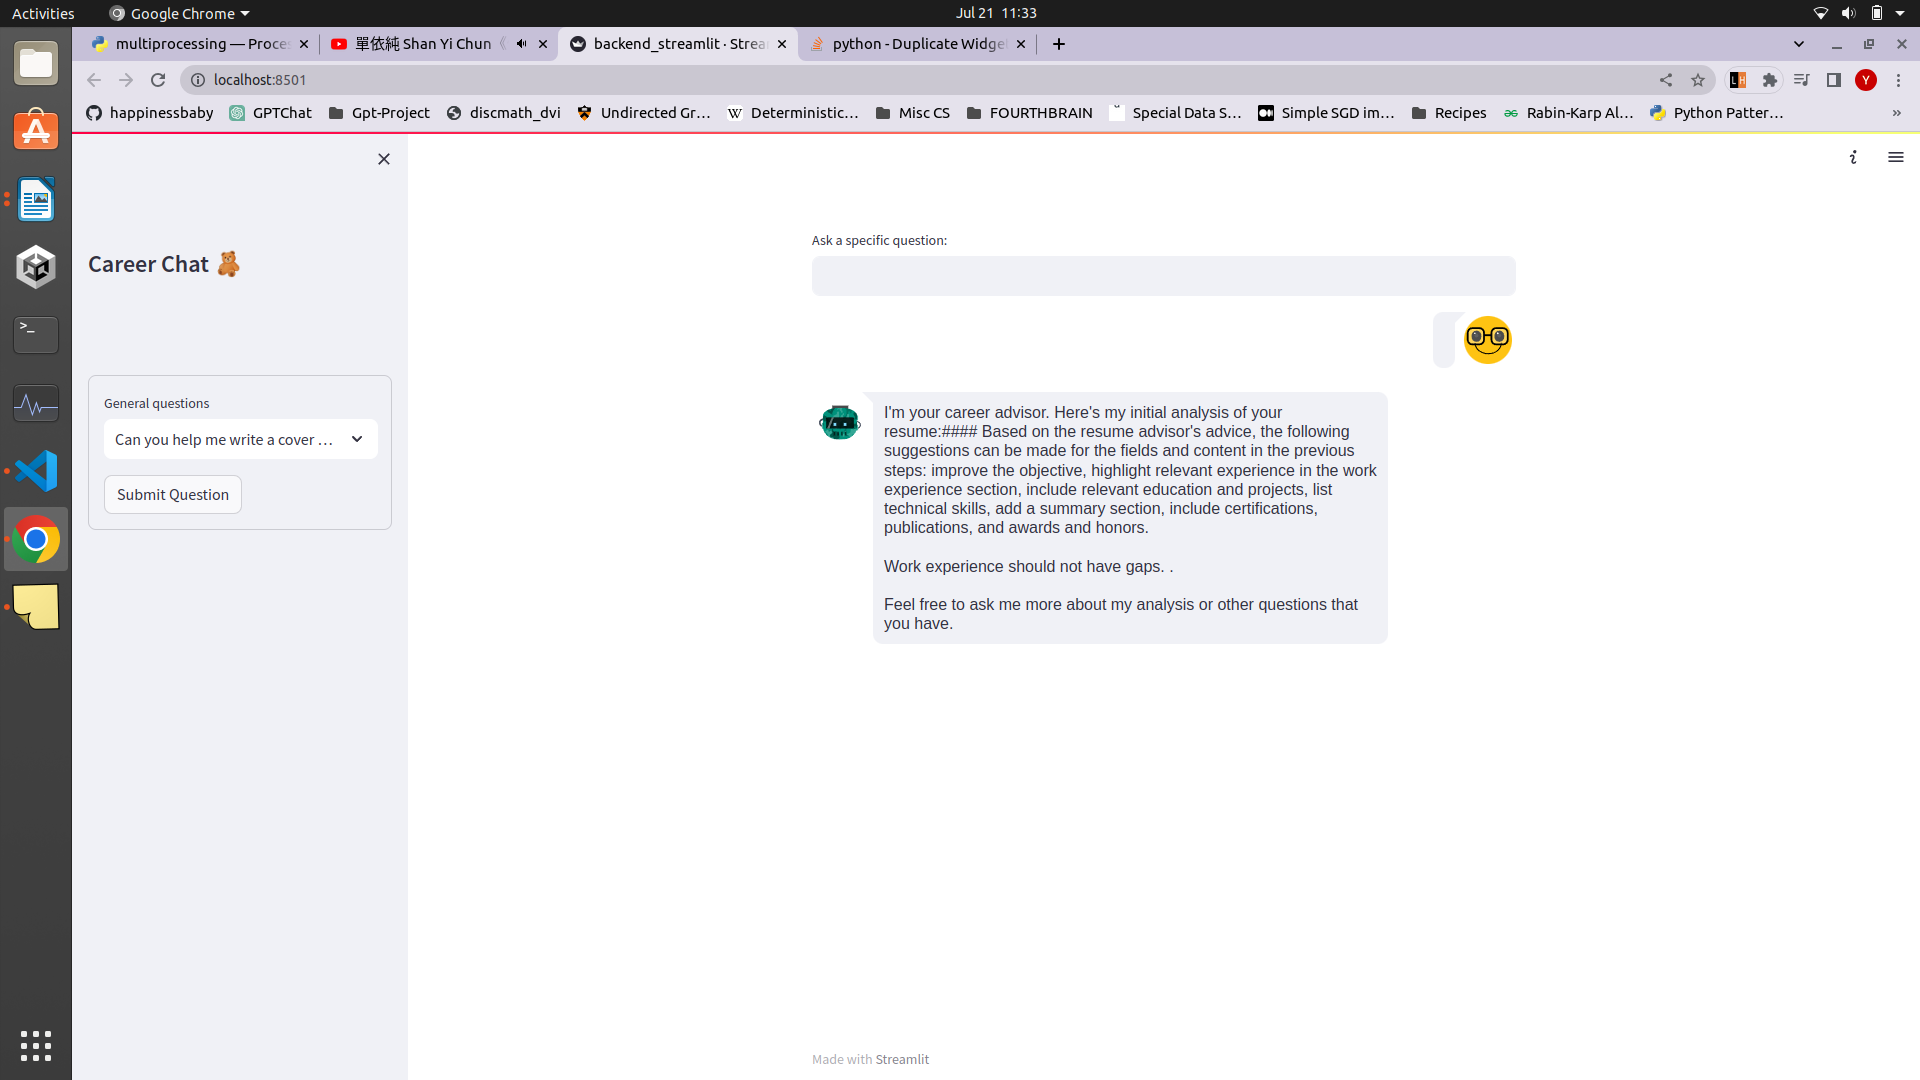 Activities
Google Chrome
Jul 21 11:33
multiprocessing — Proces
單依純 Shan Yi Chun《
backend_streamlit · Strea
python - Duplicate Widge
localhost:8501
Y
happinessbaby
GPTChat
Gpt-Project
discmath_dvi
Undirected Gr…
Deterministic…
Misc CS
FOURTHBRAIN
Special Data S…
Simple SGD im…
Recipes
Rabin-Karp Al…
Python Patter…
»
Career Chat
General questions
Can you help me write a cover …
Submit Question
Ask a specific question:
I'm your career advisor. Here's my initial analysis of your
resume:#### Based on the resume advisor's advice, the following
suggestions can be made for the fields and content in the previous
steps: improve the objective, highlight relevant experience in the work
experience section, include relevant education and projects, list
technical skills, add a summary section, include certifications,
publications, and awards and honors.
Work experience should not have gaps. .
Feel free to ask me more about my analysis or other questions that
you have.
Made with Streamlit